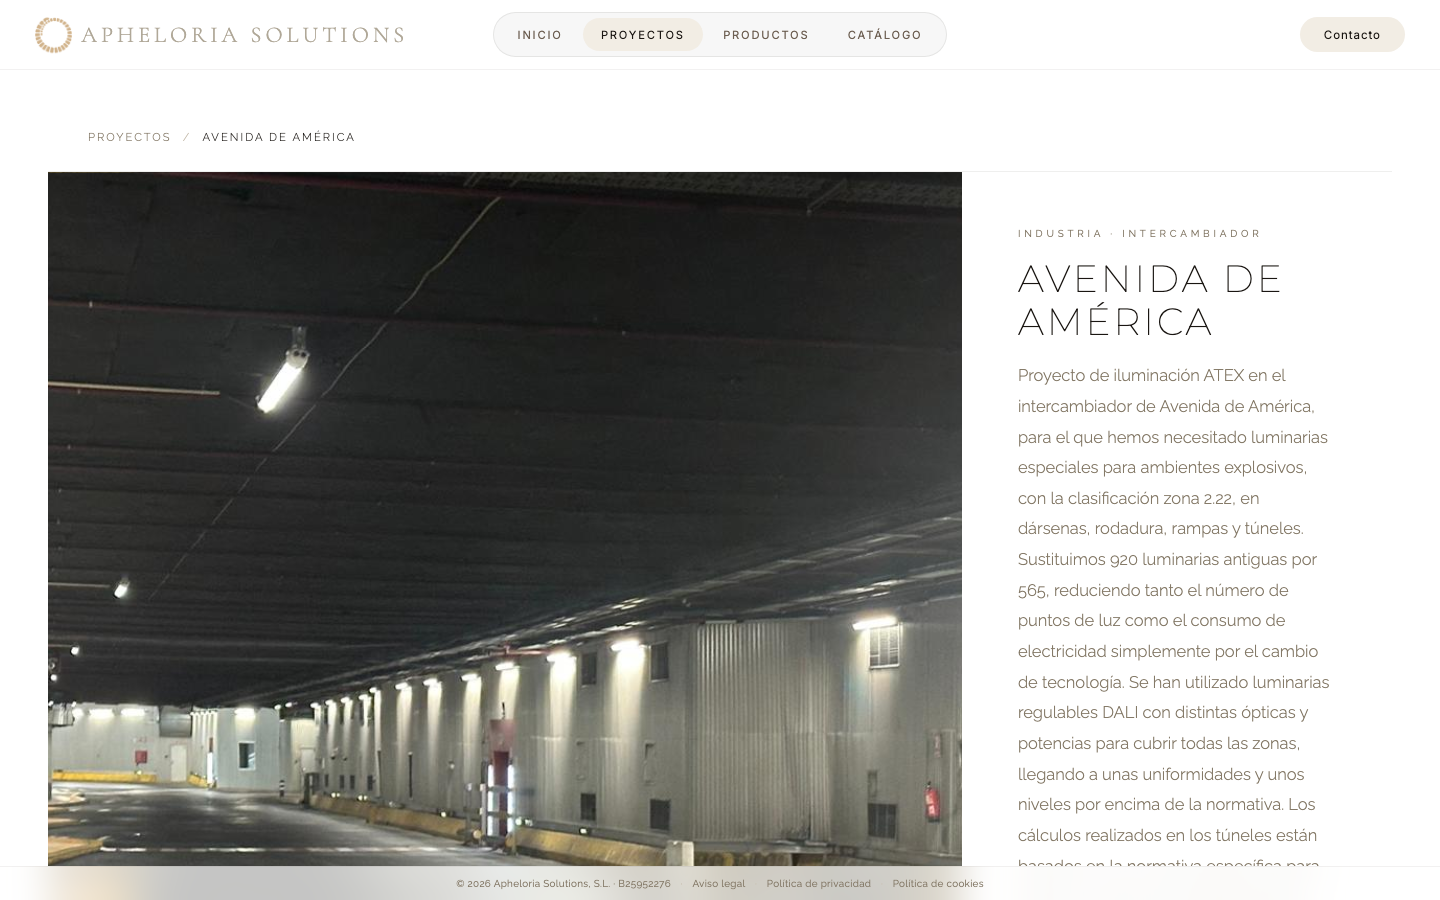 APHELORIA SOLUTIONS
INICIO
PROYECTOS
PRODUCTOS
CATÁLOGO
Contacto
PROYECTOS / AVENIDA DE AMÉRICA
INDUSTRIA · INTERCAMBIADOR
AVENIDA DE
AMÉRICA
Proyecto de iluminación ATEX en el
intercambiador de Avenida de América,
para el que hemos necesitado luminarias
especiales para ambientes explosivos,
con la clasificación zona 2.22, en
dársenas, rodadura, rampas y túneles.
Sustituimos 920 luminarias antiguas por
565, reduciendo tanto el número de
puntos de luz como el consumo de
electricidad simplemente por el cambio
de tecnología. Se han utilizado luminarias
regulables DALI con distintas ópticas y
potencias para cubrir todas las zonas,
llegando a unas uniformidades y unos
niveles por encima de la normativa. Los
cálculos realizados en los túneles están
basados en la normativa específica para
© 2026 Apheloria Solutions, S.L. · B25952276 · Aviso legal Política de privacidad Política de cookies